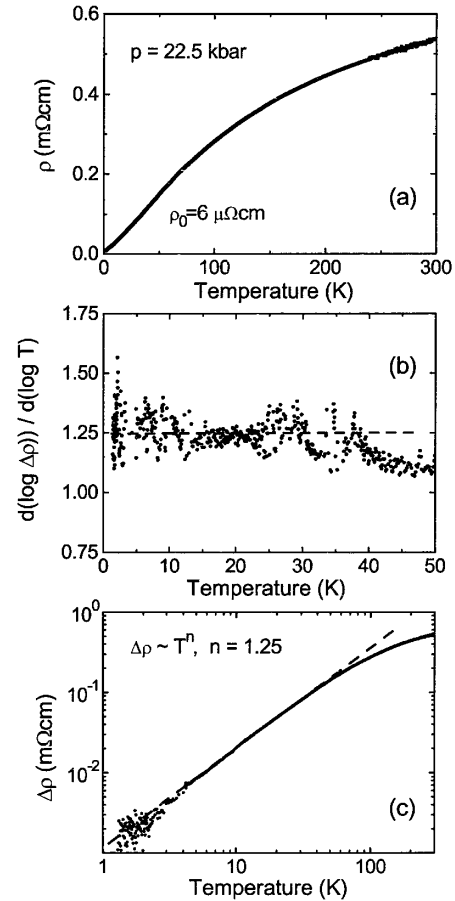 0.6
p = 22.5 kbar
0.4
ρ (mΩcm)
0.2
(a)
ρ₀=6 μΩcm
0.0
0 100 200 300
Temperature (K)
1.75
(b)
1.50
d(log Δρ)) / d(log T)
1.25
1.00
0.75
0 10 20 30 40 50
Temperature (K)
10⁰
Δρ ~ Tⁿ, n = 1.25
10⁻¹
Δρ (mΩcm)
10⁻²
(c)
1 10 100
Temperature (K)